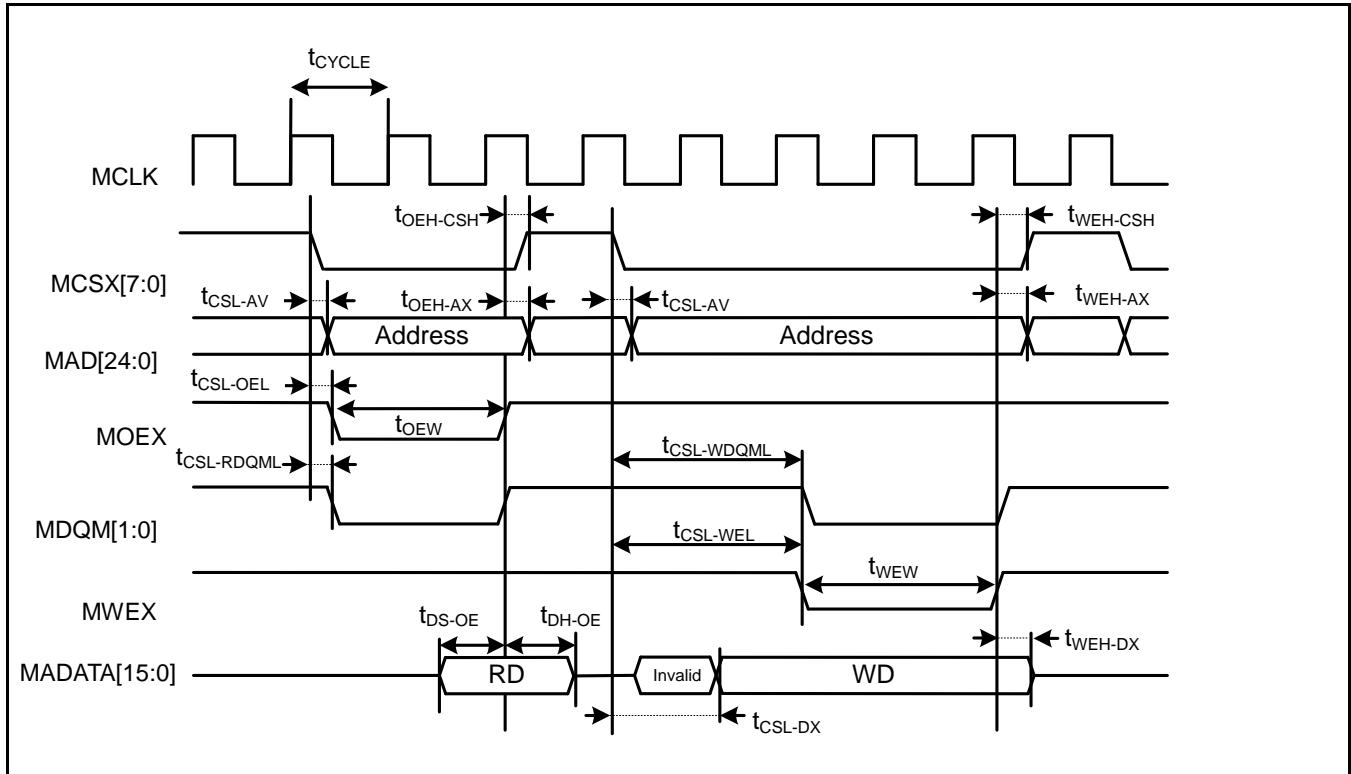 tCYCLE
MCLK
tOEH-CSH
tWEH-CSH
MCSX[7:0]
tCSL-AV
tOEH-AX
tCSL-AV
tWEH-AX
Address
Address
MAD[24:0]
tCSL-OEL
MOEX
tOEW
tCSL-RDQML
tCSL-WDQML
MDQM[1:0]
tCSL-WEL
tWEW
MWEX
tDS-OE
tDH-OE
tWEH-DX
MADATA[15:0]
RD
Invalid
WD
tCSL-DX